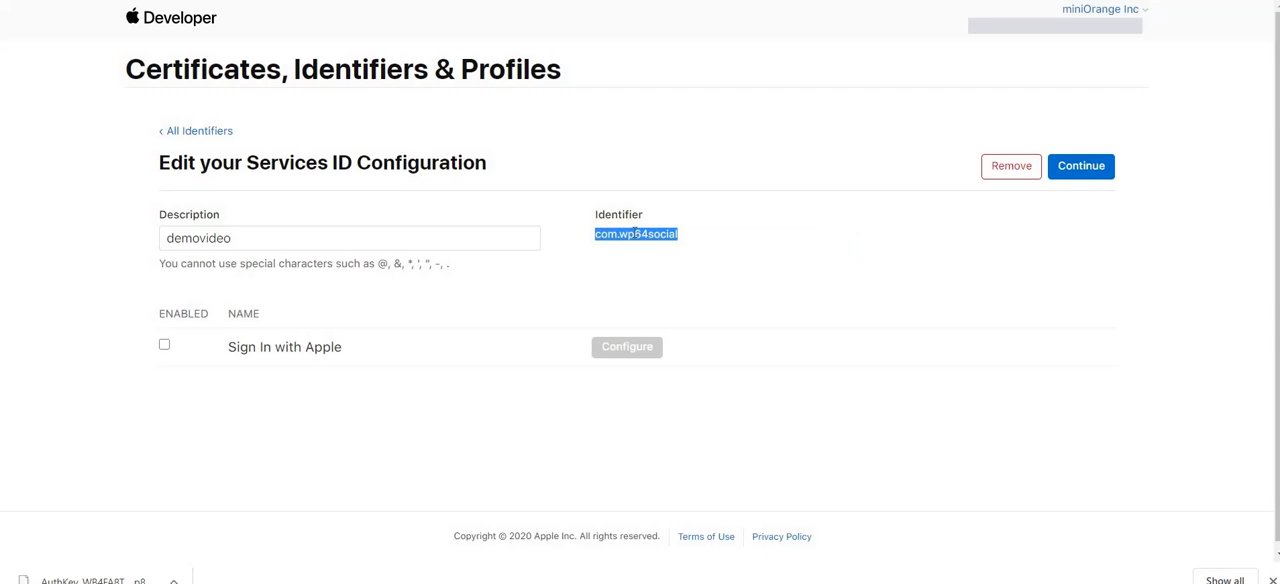 Developer
miniOrange Inc
Certificates, Identifiers & Profiles
‹ All Identifiers
Edit your Services ID Configuration
Remove
Continue
Description
Identifier
demovideo
com.wp64social
You cannot use special characters such as @, &, *, ', ", -, .
ENABLED
NAME
Sign In with Apple
Configure
Copyright © 2020 Apple Inc. All rights reserved.
Terms of Use
Privacy Policy
Show all